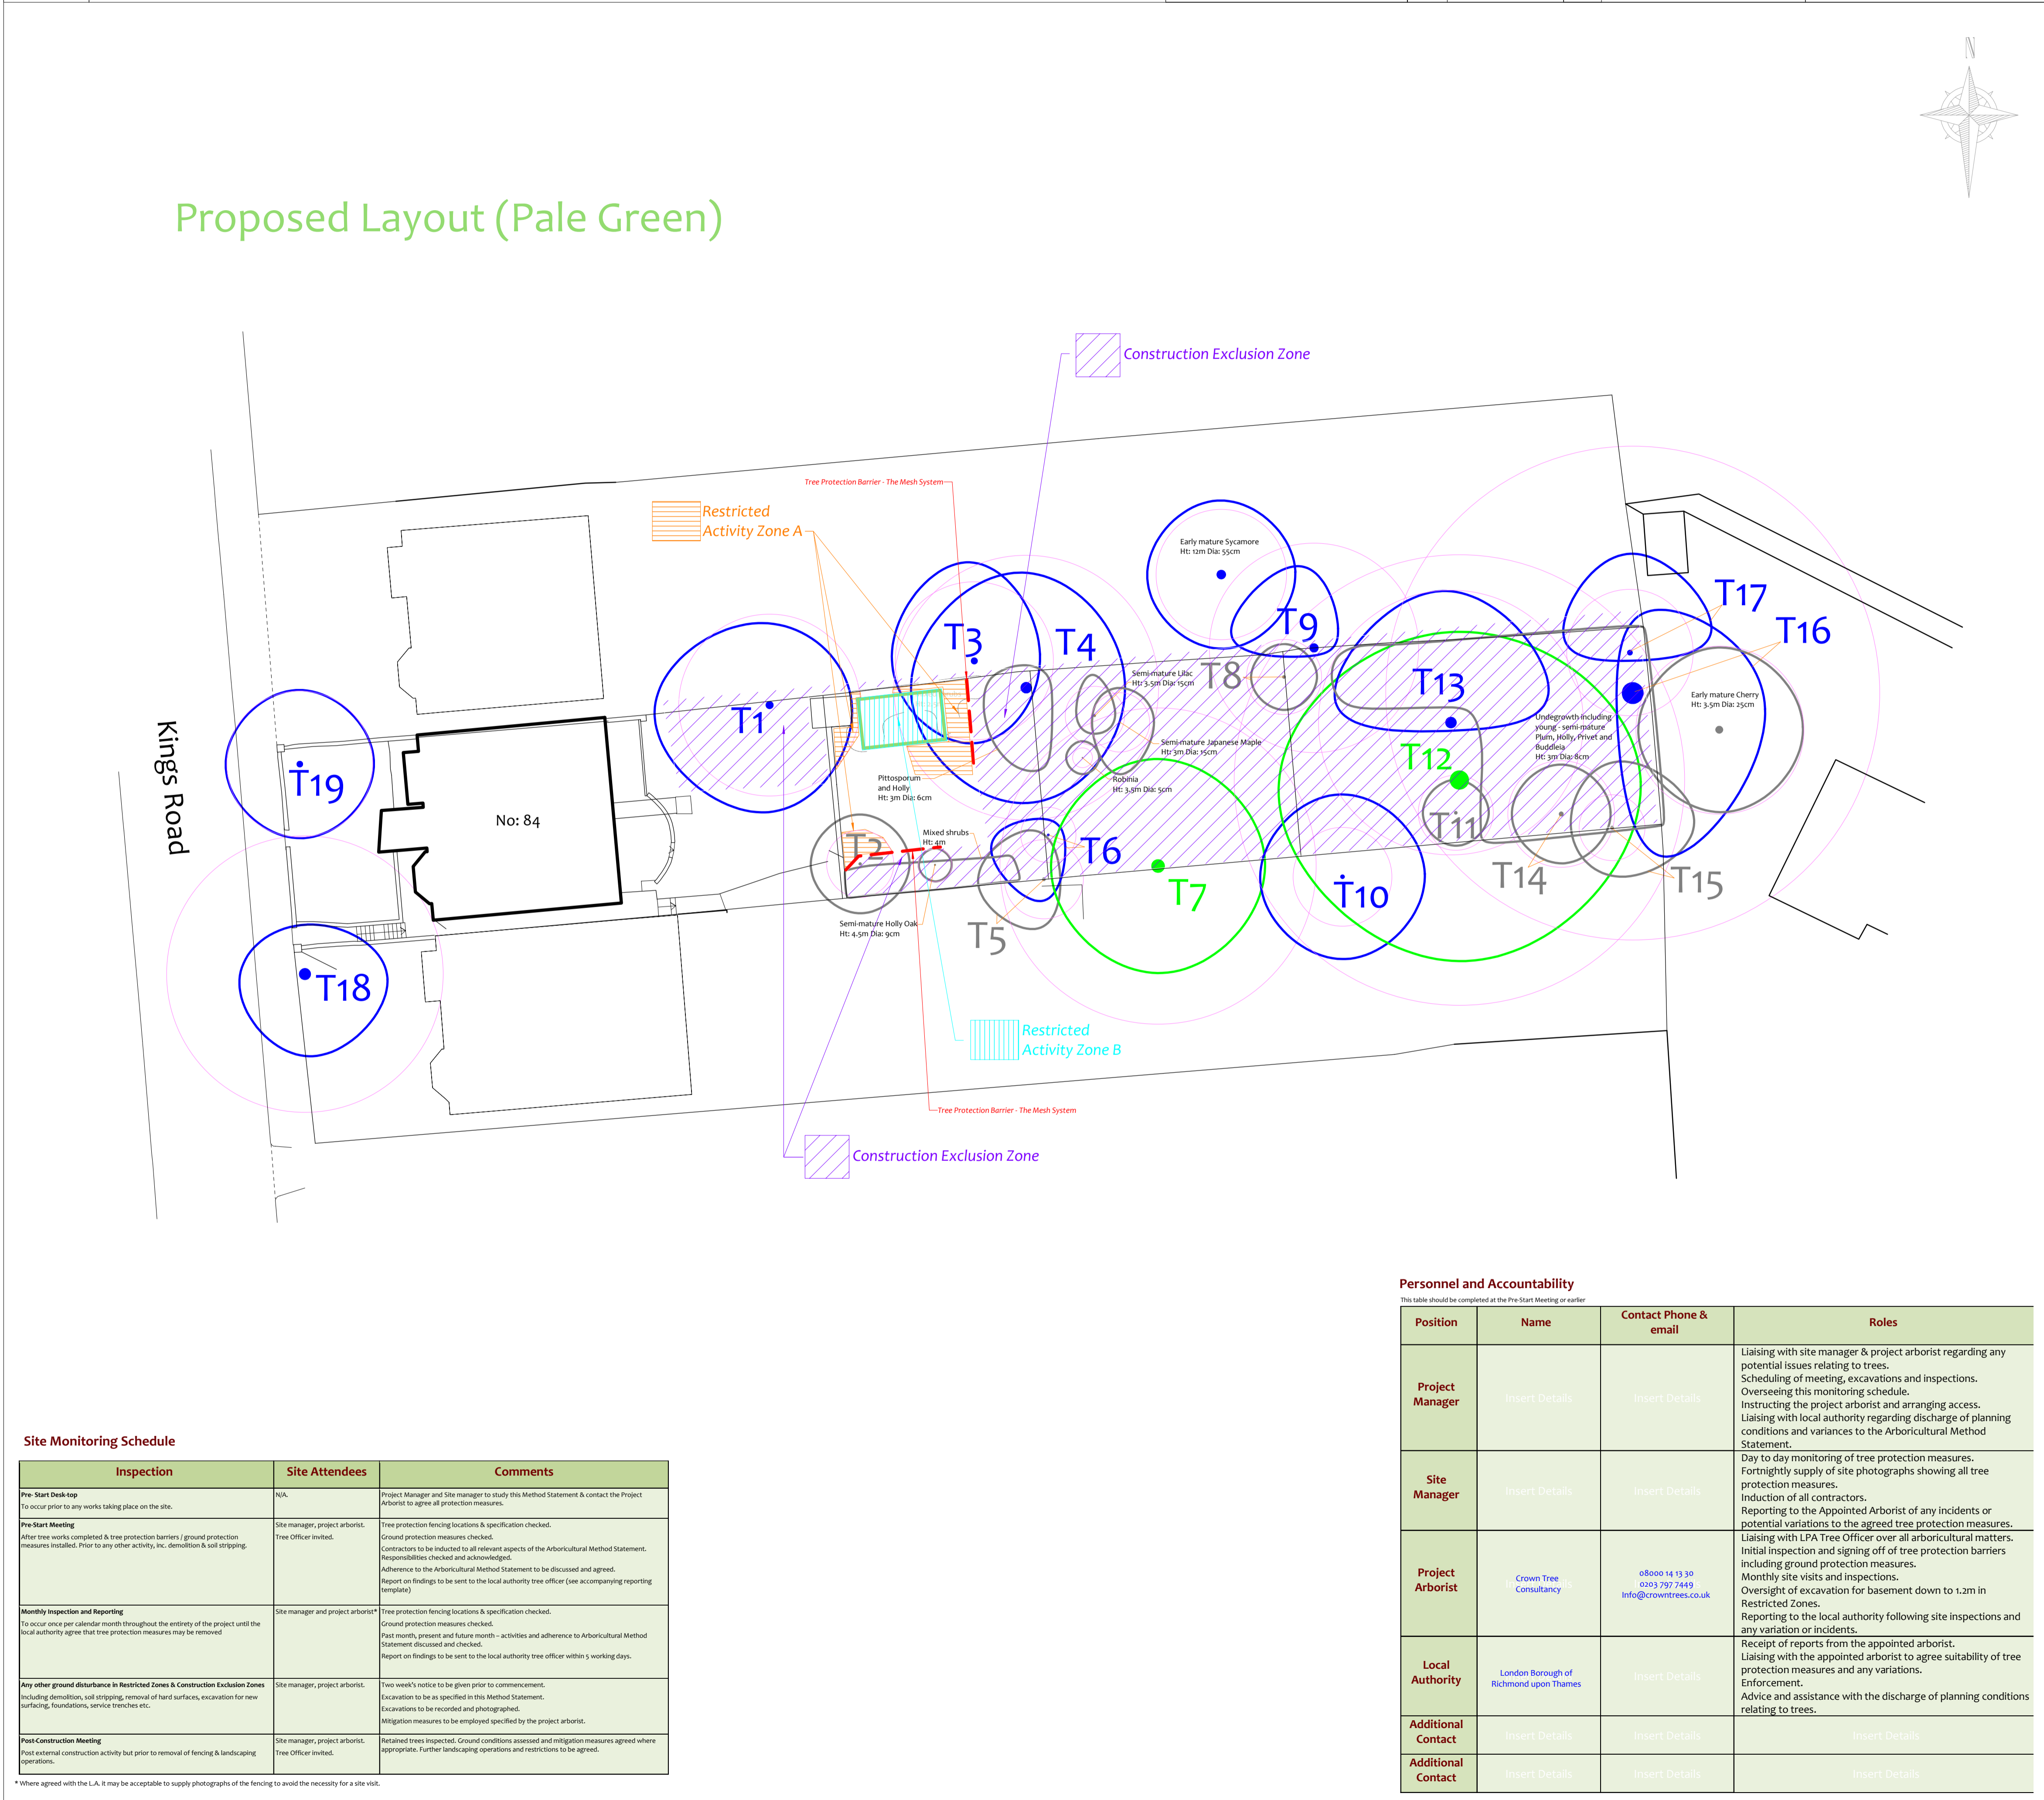 N
Proposed Layout (Pale Green)
Construction Exclusion Zone
Tree Protection Barrier - The Mesh System
Restricted
Activity Zone A
Early mature Sycamore
Ht: 12m Dia: 55cm
T17
T16
T9
T3
T4
T8
T13
Semi-mature Lilac
Ht: 3.5m Dia: 15cm
Early mature Cherry
Ht: 3.5m Dia: 25cm
T1
Undegrowth including
young - semi-mature
Plum, Holly, Privet and
Buddleia
Ht: 3m Dia: 8cm
Semi-mature Japanese Maple
Ht: 3m Dia: 15cm
T12
Kings Road
T19
Pittosporum
and Holly
Ht: 3m Dia: 6cm
Robinia
Ht: 3.5m Dia: 5cm
No: 84
T2
Mixed shrubs
Ht: 4m
T6
T11
T14
T15
T7
T10
Semi-mature Holly Oak
Ht: 4.5m Dia: 9cm
T5
T18
Restricted
Activity Zone B
Tree Protection Barrier - The Mesh System
Construction Exclusion Zone
Personnel and Accountability
This table should be completed at the Pre-Start Meeting or earlier
Position Name Contact Phone & email Roles
Project Manager
Insert Details Insert Details
Liaising with site manager & project arborist regarding any
potential issues relating to trees.
Scheduling of meeting, excavations and inspections.
Overseeing this monitoring schedule.
Instructing the project arborist and arranging access.
Liaising with local authority regarding discharge of planning
conditions and variances to the Arboricultural Method
Statement.
Site Manager
Insert Details Insert Details
Day to day monitoring of tree protection measures.
Fortnightly supply of site photographs showing all tree
protection measures.
Induction of all contractors.
Reporting to the Appointed Arborist of any incidents or
potential variations to the agreed tree protection measures.
Project Arborist
Crown Tree
Consultancy
08000 14 13 30
0203 797 7449
Info@crowntrees.co.uk
Liaising with LPA Tree Officer over all arboricultural matters.
Initial inspection and signing off of tree protection barriers
including ground protection measures.
Monthly site visits and inspections.
Oversight of excavation for basement down to 1.2m in
Restricted Zones.
Reporting to the local authority following site inspections and
any variation or incidents.
Local Authority
London Borough of
Richmond upon Thames
Insert Details
Receipt of reports from the appointed arborist.
Liaising with the appointed arborist to agree suitability of tree
protection measures and any variations.
Enforcement.
Advice and assistance with the discharge of planning conditions
relating to trees.
Additional Contact
Insert Details Insert Details Insert Details
Additional Contact
Insert Details Insert Details Insert Details
Site Monitoring Schedule
Inspection Site Attendees Comments
Pre- Start Desk-top
To occur prior to any works taking place on the site.
N/A.
Project Manager and Site manager to study this Method Statement & contact the Project
Arborist to agree all protection measures.
Pre-Start Meeting
After tree works completed & tree protection barriers / ground protection
measures installed. Prior to any other activity, inc. demolition & soil stripping.
Site manager, project arborist.
Tree Officer invited.
Tree protection fencing locations & specification checked.
Ground protection measures checked.
Contractors to be inducted to all relevant aspects of the Arboricultural Method Statement.
Responsibilities checked and acknowledged.
Adherence to the Arboricultural Method Statement to be discussed and agreed.
Report on findings to be sent to the local authority tree officer (see accompanying reporting
template)
Monthly Inspection and Reporting
To occur once per calendar month throughout the entirety of the project until the
local authority agree that tree protection measures may be removed
Site manager and project arborist*
Tree protection fencing locations & specification checked.
Ground protection measures checked.
Past month, present and future month – activities and adherence to Arboricultural Method
Statement discussed and checked.
Report on findings to be sent to the local authority tree officer within 5 working days.
Any other ground disturbance in Restricted Zones & Construction Exclusion Zones
Including demolition, soil stripping, removal of hard surfaces, excavation for new
surfacing, foundations, service trenches etc.
Site manager, project arborist.
Two week's notice to be given prior to commencement.
Excavation to be as specified in this Method Statement.
Excavations to be recorded and photographed.
Mitigation measures to be employed specified by the project arborist.
Post-Construction Meeting
Post external construction activity but prior to removal of fencing & landscaping
operations.
Site manager, project arborist.
Tree Officer invited.
Retained trees inspected. Ground conditions assessed and mitigation measures agreed where
appropriate. Further landscaping operations and restrictions to be agreed.
* Where agreed with the L.A. it may be acceptable to supply photographs of the fencing to avoid the necessity for a site visit.